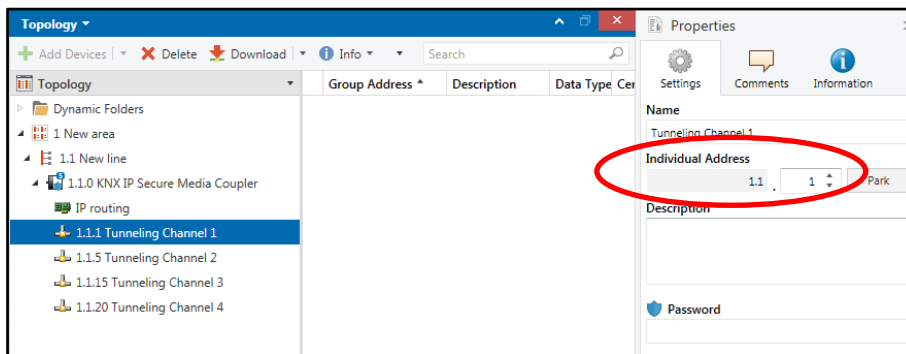 Topology
Add Devices Delete Download Info Search
Topology
Group Address Description Data Type Cer
Dynamic Folders
1 New area
1.1 New line
1.1.0 KNX IP Secure Media Coupler
IP routing
1.1.1 Tunneling Channel 1
1.1.5 Tunneling Channel 2
1.1.15 Tunneling Channel 3
1.1.20 Tunneling Channel 4
Properties
Settings Comments Information
Name
Tunneling Channel 1
Individual Address
1.1 . 1 Park
Description
Password